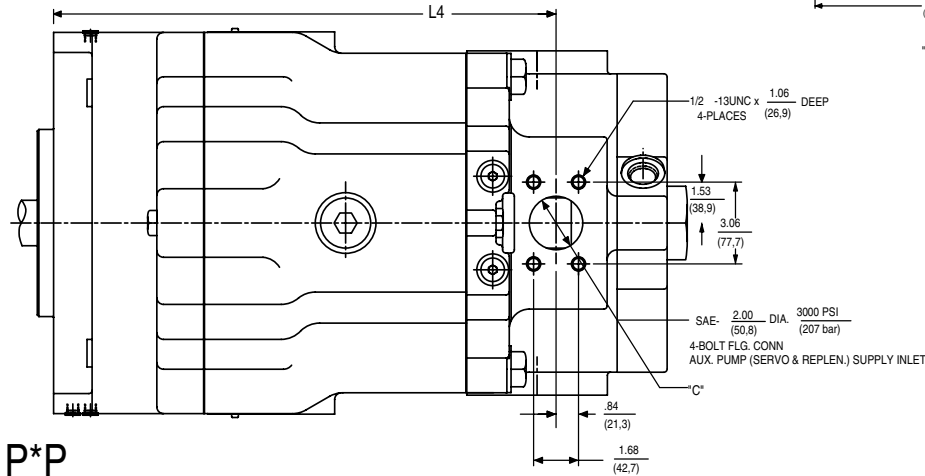 L4
1/2 -13UNC x 1.06 DEEP
(26,9)
4-PLACES
1.53
(38,9)
3.06
(77,7)
SAE- 2.00 DIA. 3000 PSI
(50,8) (207 bar)
4-BOLT FLG. CONN
AUX. PUMP (SERVO & REPLEN.) SUPPLY INLET
"C"
.84
(21,3)
1.68
(42,7)
P*P